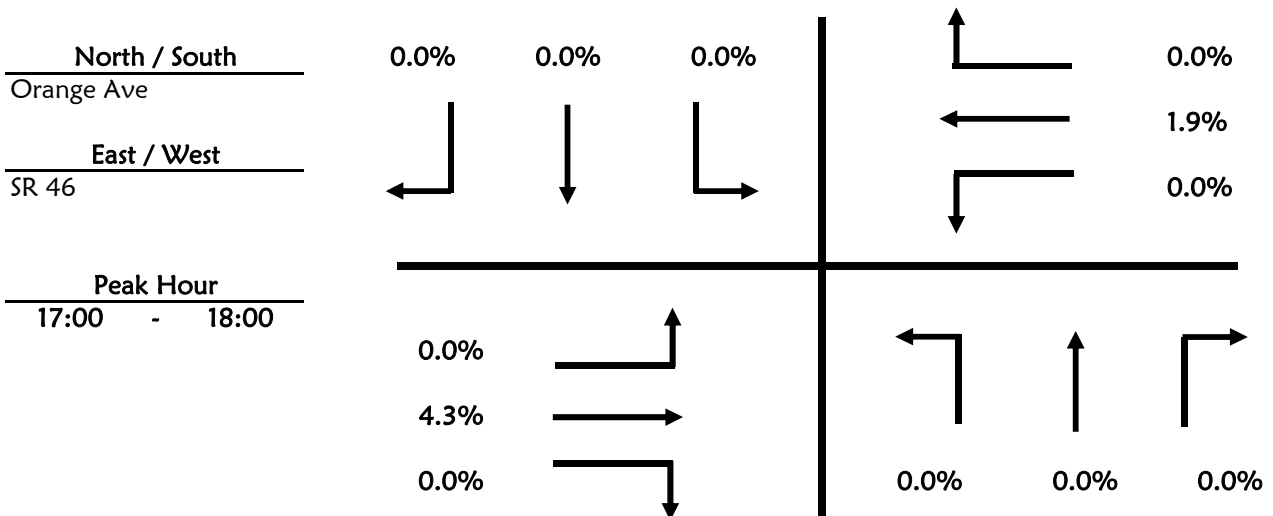 North / South
Orange Ave
East / West
SR 46
Peak Hour
17:00 - 18:00
0.0% 0.0% 0.0%
0.0%
1.9%
0.0%
0.0%
4.3%
0.0%
0.0% 0.0% 0.0%